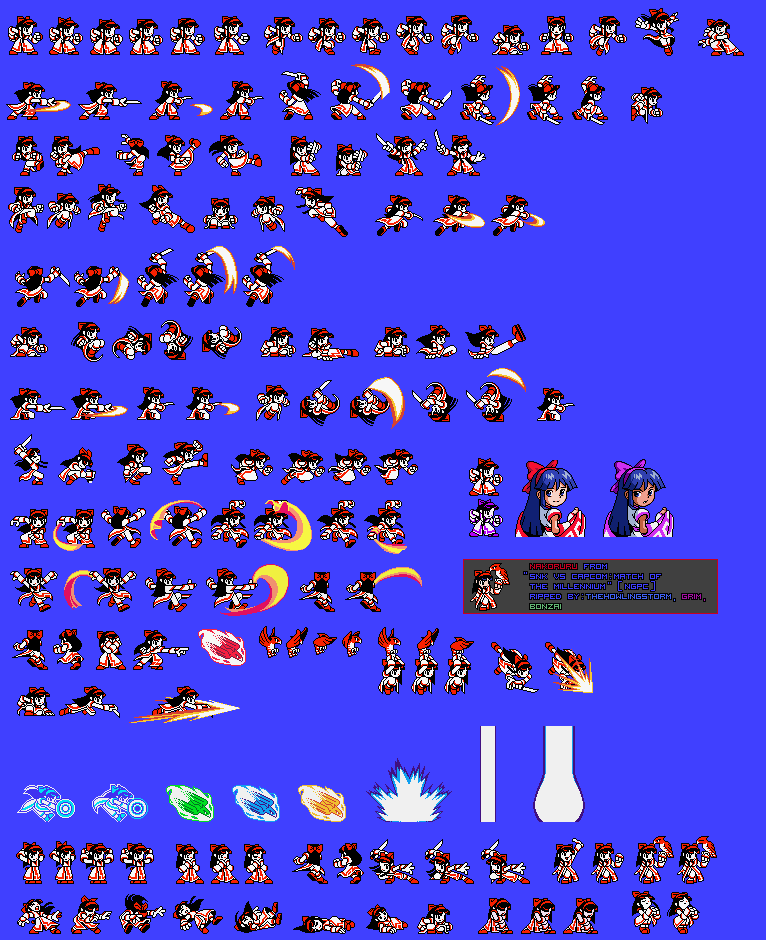 NAKORURU FROM
"SNK VS CAPCOM:MATCH OF
THE MILLENNIUM" [NGPC]
RIPPED BY:THEHOWLINGSTORM, GRIM,
BONZAI